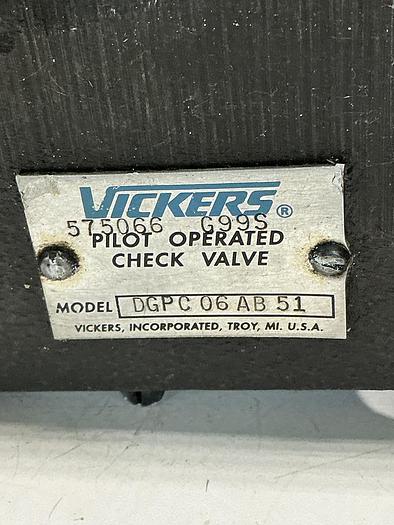 VICKERS®
575066 G99S
PILOT OPERATED
CHECK VALVE
MODEL DGPC 06 AB 51
VICKERS, INCORPORATED, TROY, MI. U.S.A.